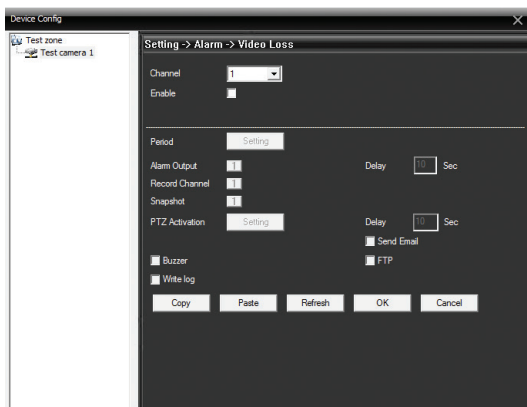 Device Config
Test zone
Test camera 1
Setting -> Alarm -> Video Loss
Channel 1
Enable
Period Setting
Alarm Output 1 Delay 10 Sec
Record Channel 1
Snapshot 1
PTZ Activation Setting Delay 10 Sec
Send Email
Buzzer FTP
Write log
Copy Paste Refresh OK Cancel